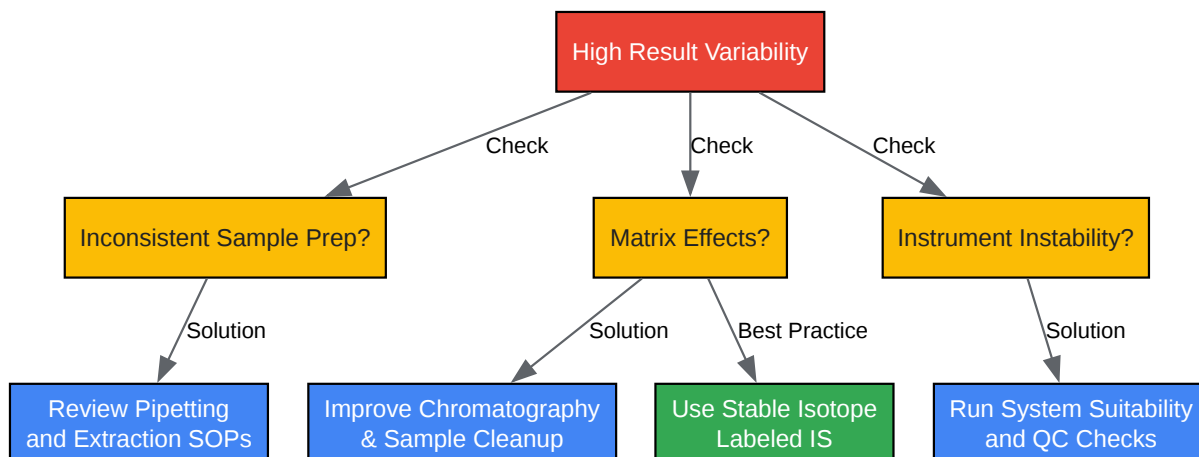 High Result Variability
Check
Check
Check
Inconsistent Sample Prep?
Matrix Effects?
Instrument Instability?
Solution
Solution
Best Practice
Solution
Review Pipetting
and Extraction SOPs
Improve Chromatography
& Sample Cleanup
Use Stable Isotope
Labeled IS
Run System Suitability
and QC Checks